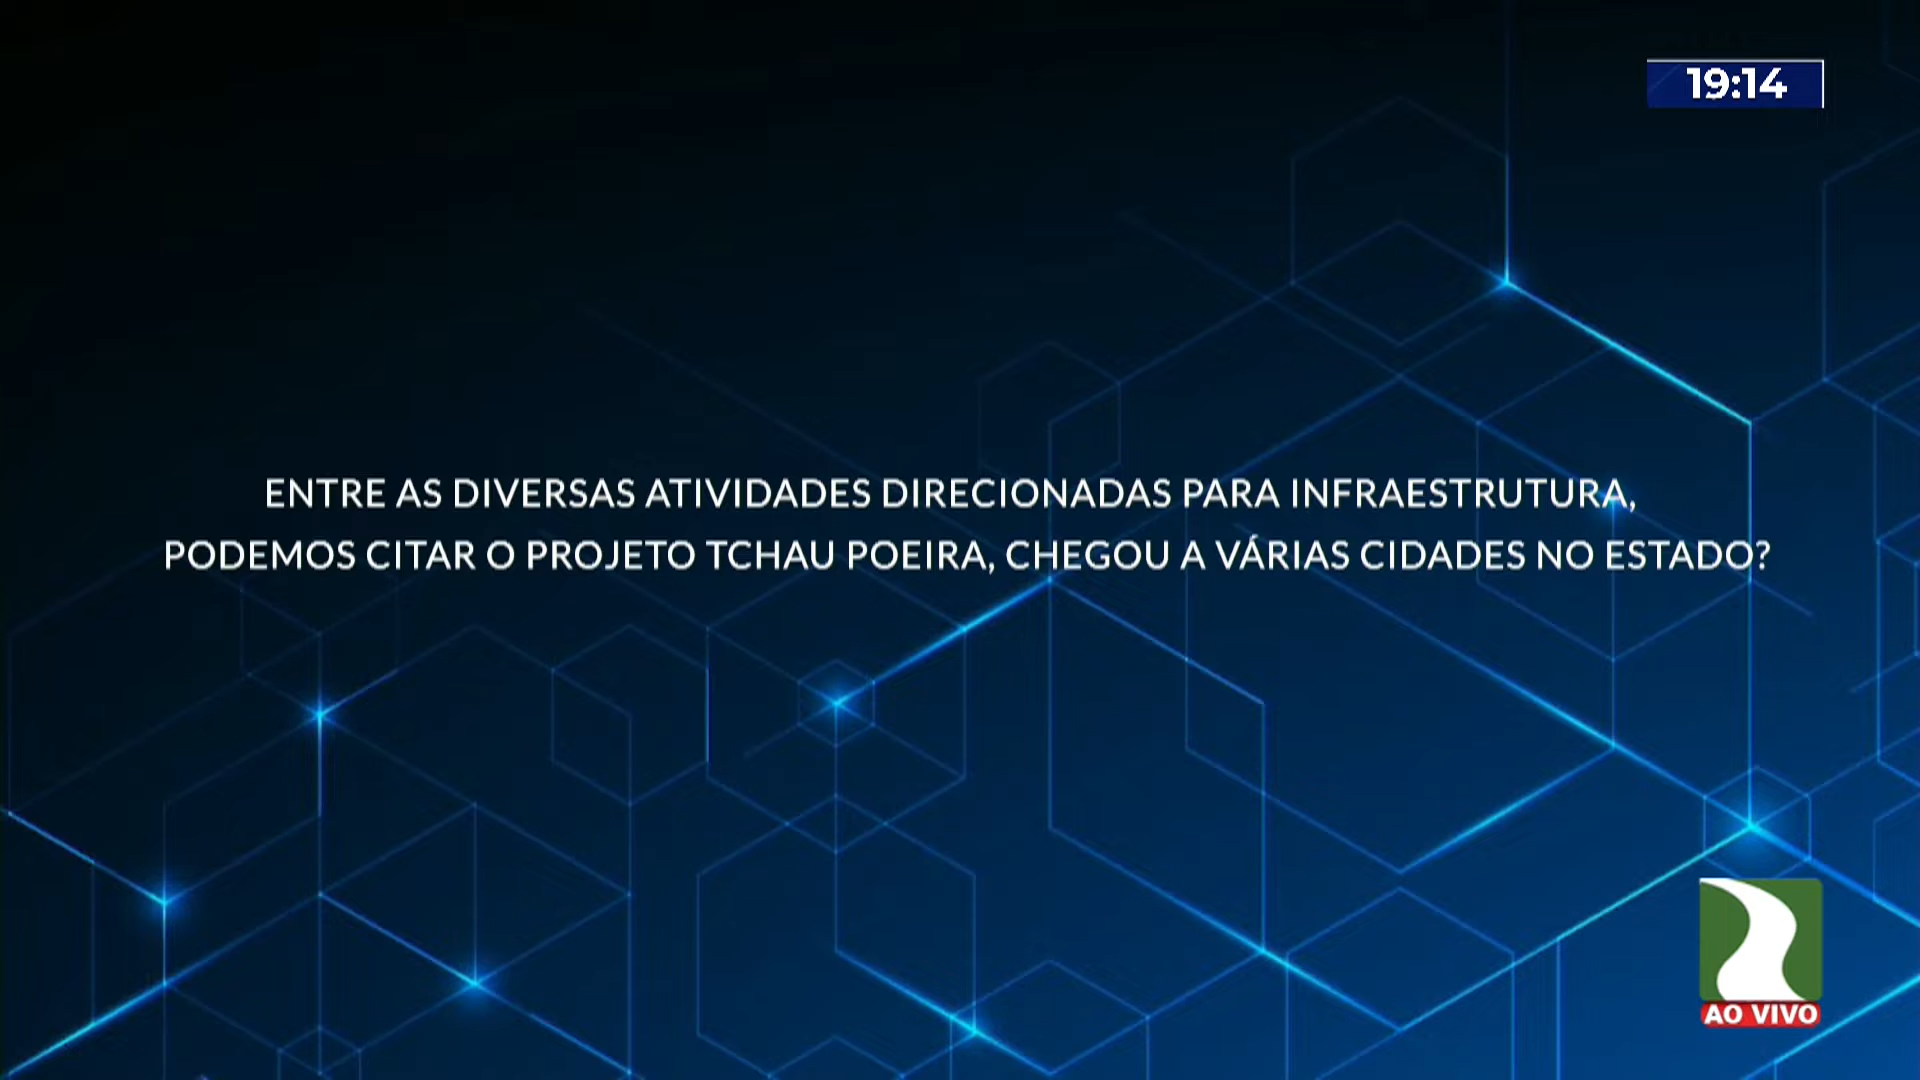 19:14
ENTRE AS DIVERSAS ATIVIDADES DIRECIONADAS PARA INFRAESTRUTURA,
PODEMOS CITAR O PROJETO TCHAU POEIRA, CHEGOU A VÁRIAS CIDADES NO ESTADO?
AO VIVO